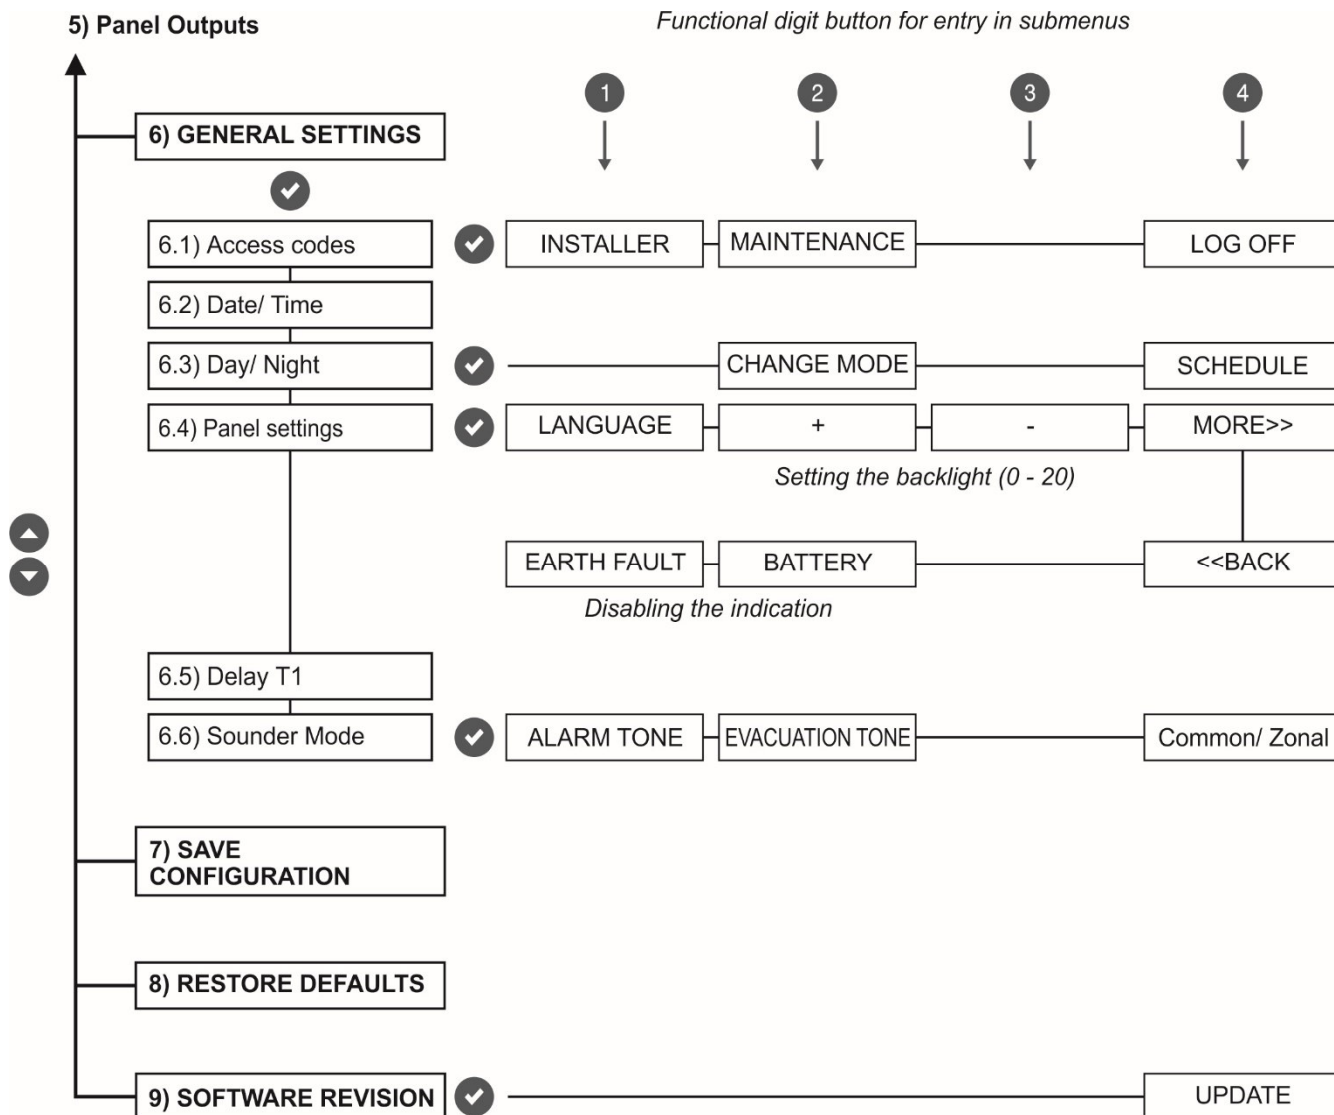 5) Panel Outputs
Functional digit button for entry in submenus
1 2 3 4
6) GENERAL SETTINGS
6.1) Access codes INSTALLER MAINTENANCE LOG OFF
6.2) Date/ Time
6.3) Day/ Night CHANGE MODE SCHEDULE
6.4) Panel settings LANGUAGE + - MORE>>
Setting the backlight (0 - 20)
EARTH FAULT BATTERY <<BACK
Disabling the indication
6.5) Delay T1
6.6) Sounder Mode ALARM TONE EVACUATION TONE Common/ Zonal
7) SAVE
CONFIGURATION
8) RESTORE DEFAULTS
9) SOFTWARE REVISION UPDATE